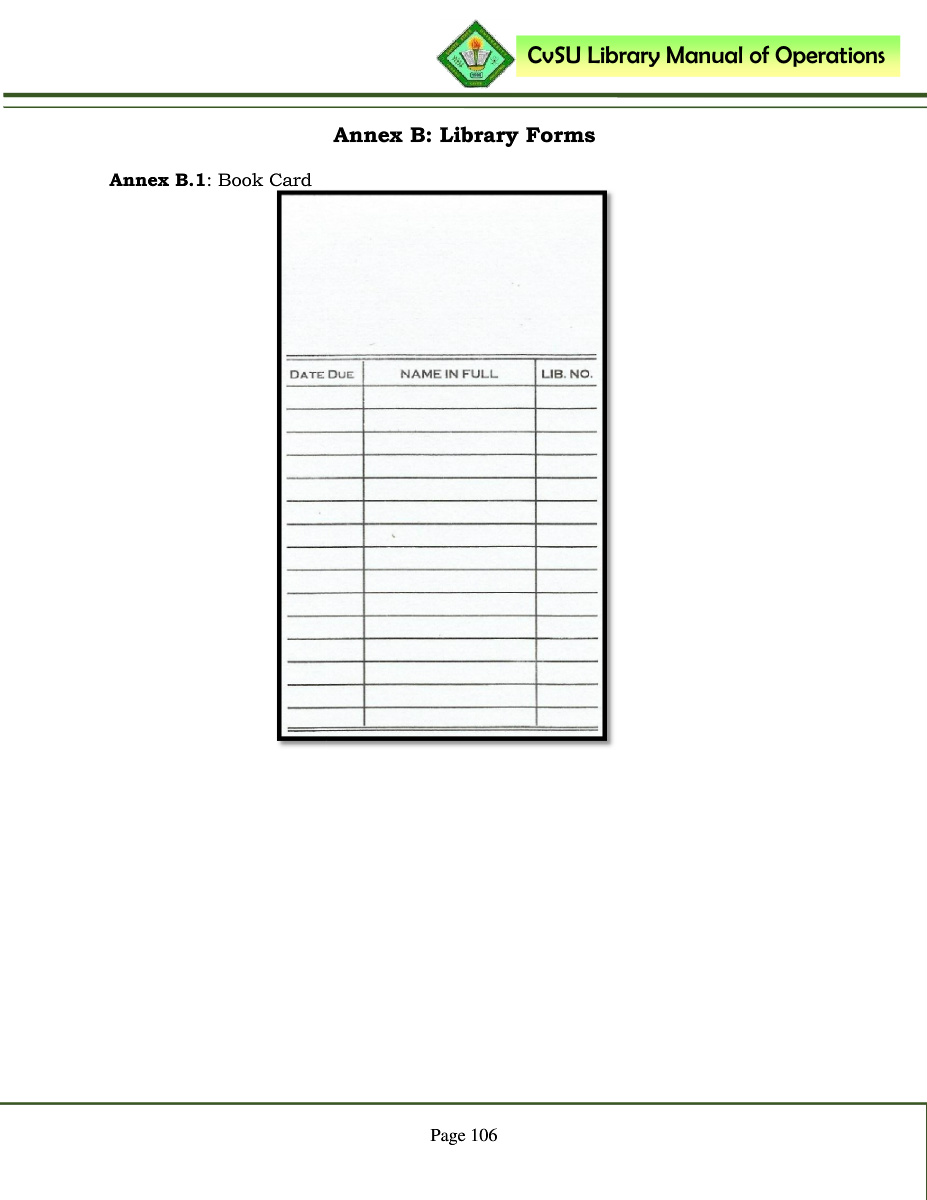 CvSU Library Manual of Operations
Annex B: Library Forms
Annex B.1: Book Card
DATE DUE NAME IN FULL LIB. NO.
Page 106